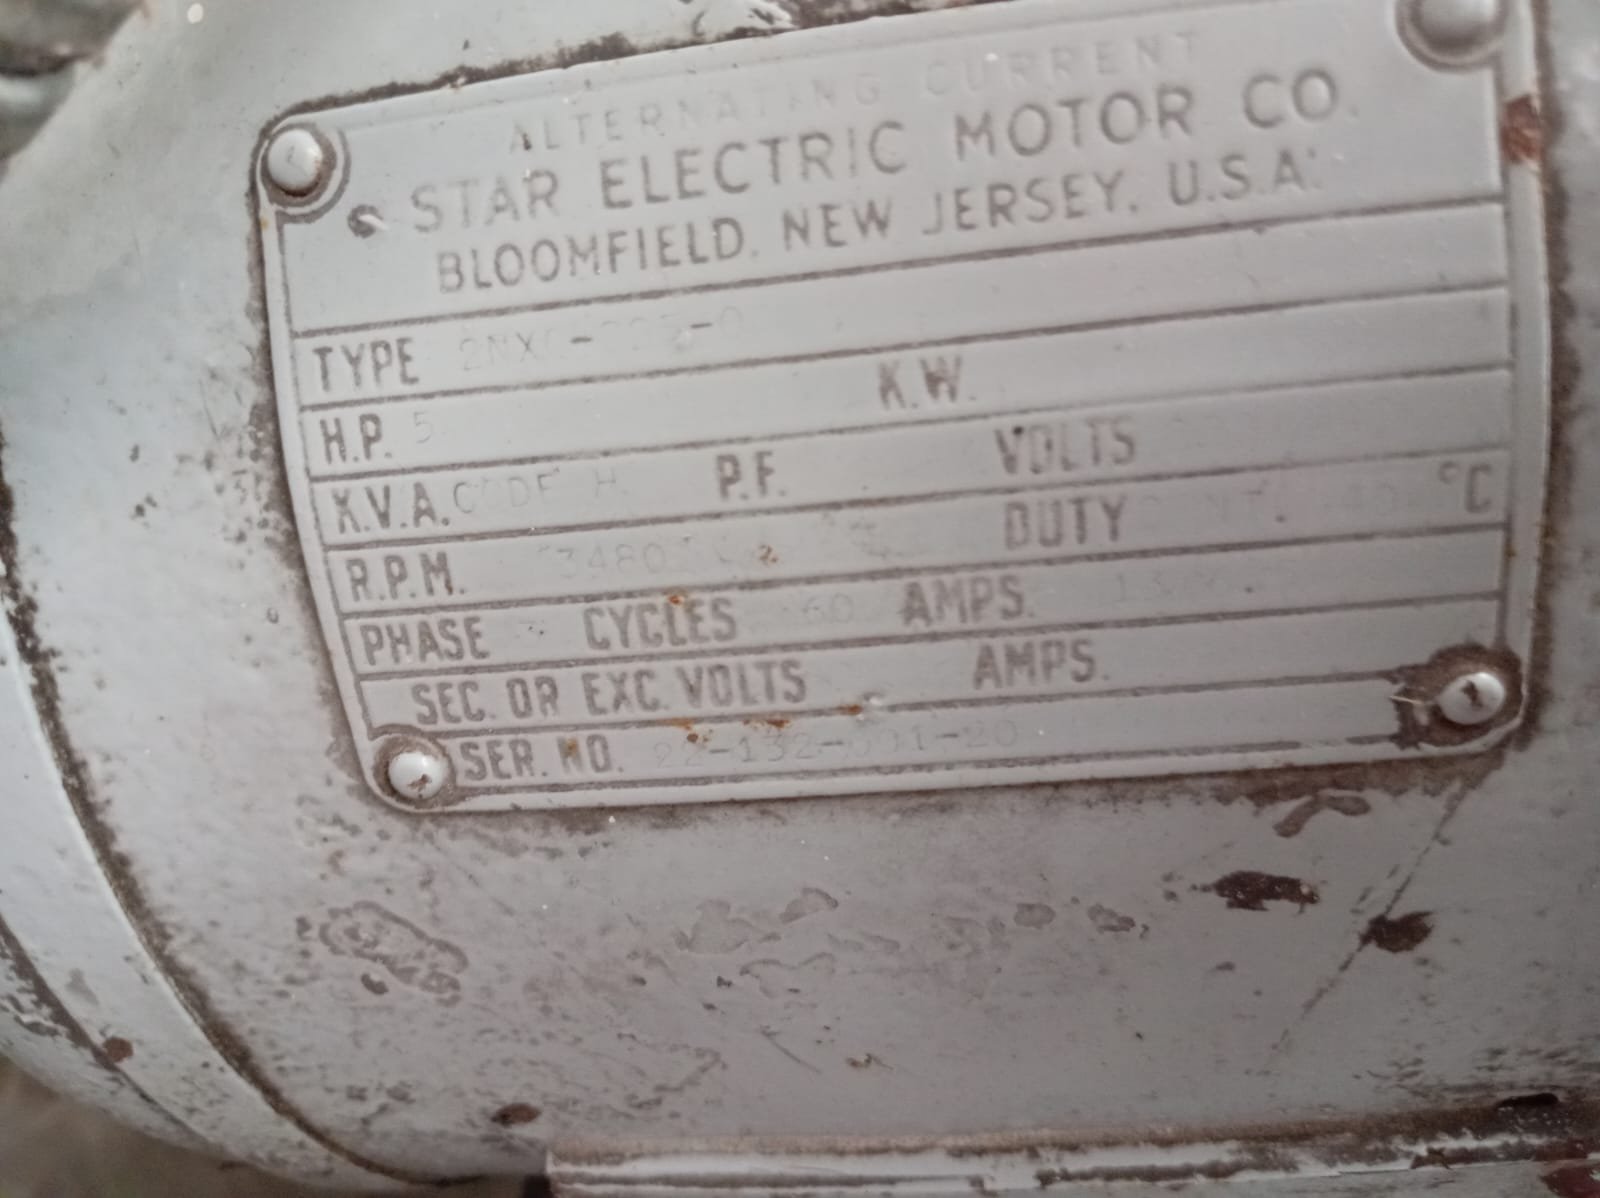 ALTERNATING CURRENT
STAR ELECTRIC MOTOR CO.
BLOOMFIELD, NEW JERSEY, U.S.A.
TYPE
H.P. 5 K.W.
K.V.A. CODE H P.F. VOLTS
R.P.M. 3480 DUTY °C
PHASE CYCLES 60 AMPS.
SEC. OR EXC. VOLTS AMPS.
SER. NO.